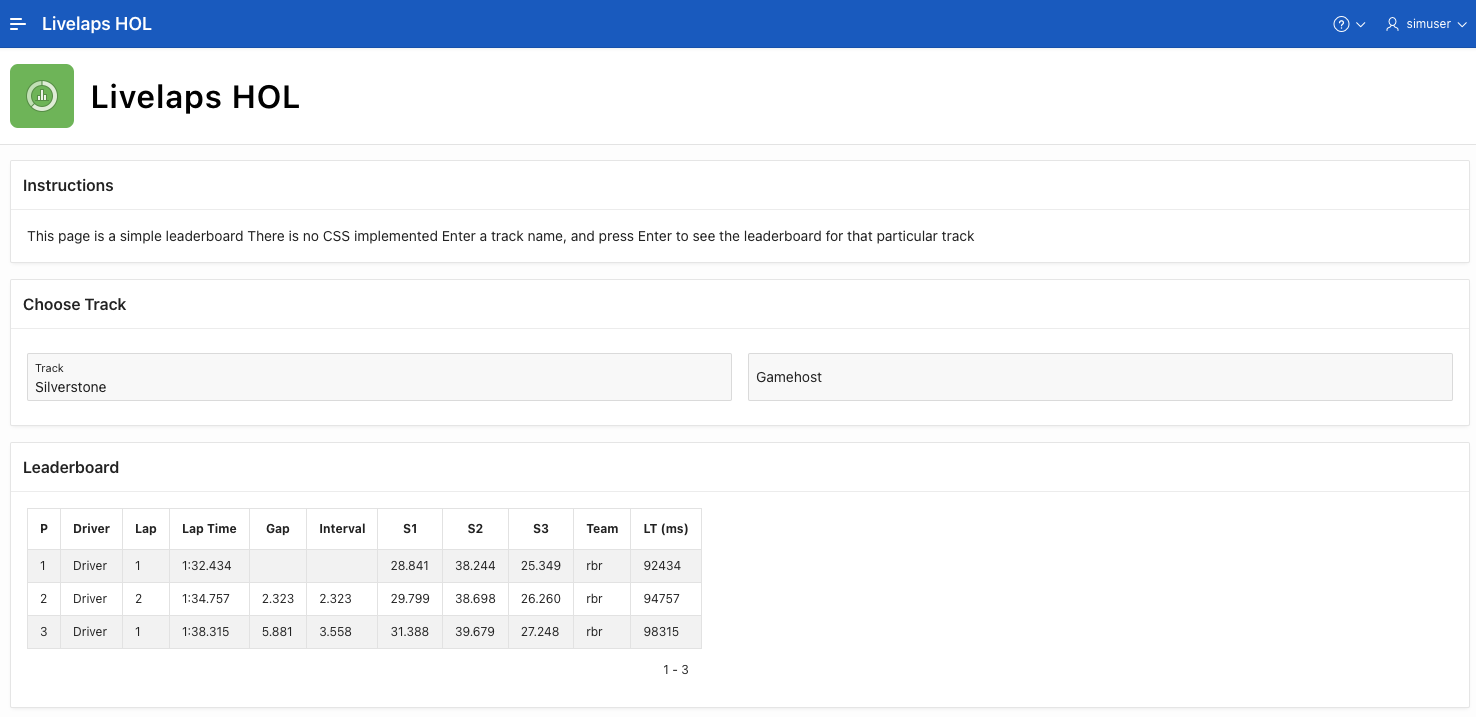 Livelaps HOL
simuser
Livelaps HOL
Instructions
This page is a simple leaderboard There is no CSS implemented Enter a track name, and press Enter to see the leaderboard for that particular track
Choose Track
Track
Silverstone
Gamehost
Leaderboard
P Driver Lap Lap Time Gap Interval S1 S2 S3 Team LT (ms)
1 Driver 1 1:32.434 28.841 38.244 25.349 rbr 92434
2 Driver 2 1:34.757 2.323 2.323 29.799 38.698 26.260 rbr 94757
3 Driver 1 1:38.315 5.881 3.558 31.388 39.679 27.248 rbr 98315
1 - 3